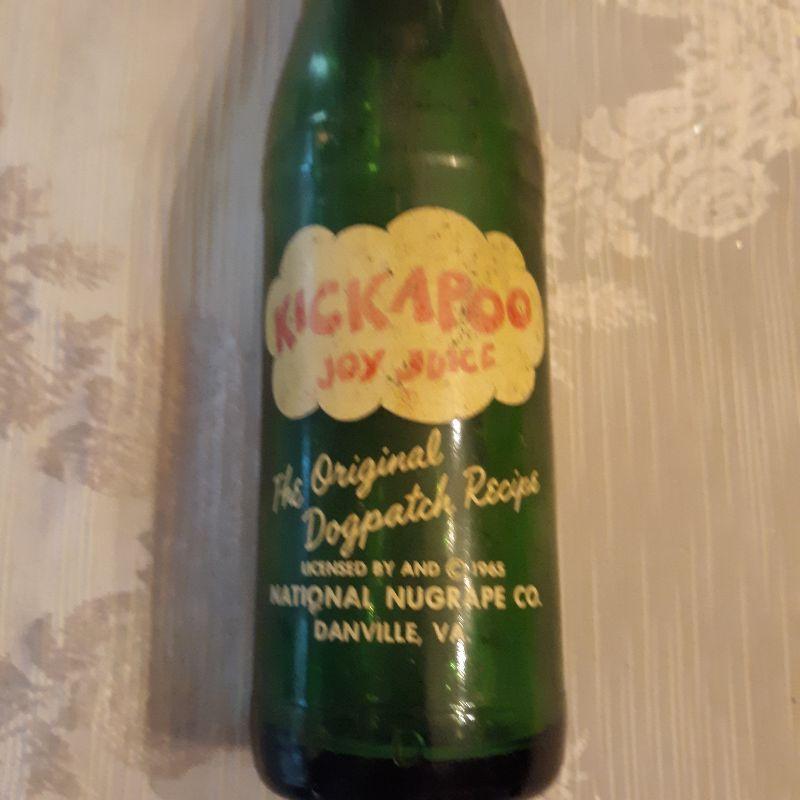 KICKAPOO
JOY JUICE
The Original
Dogpatch Recipe
LICENSED BY AND © 1965
NATIONAL NUGRAPE CO.
DANVILLE, VA.